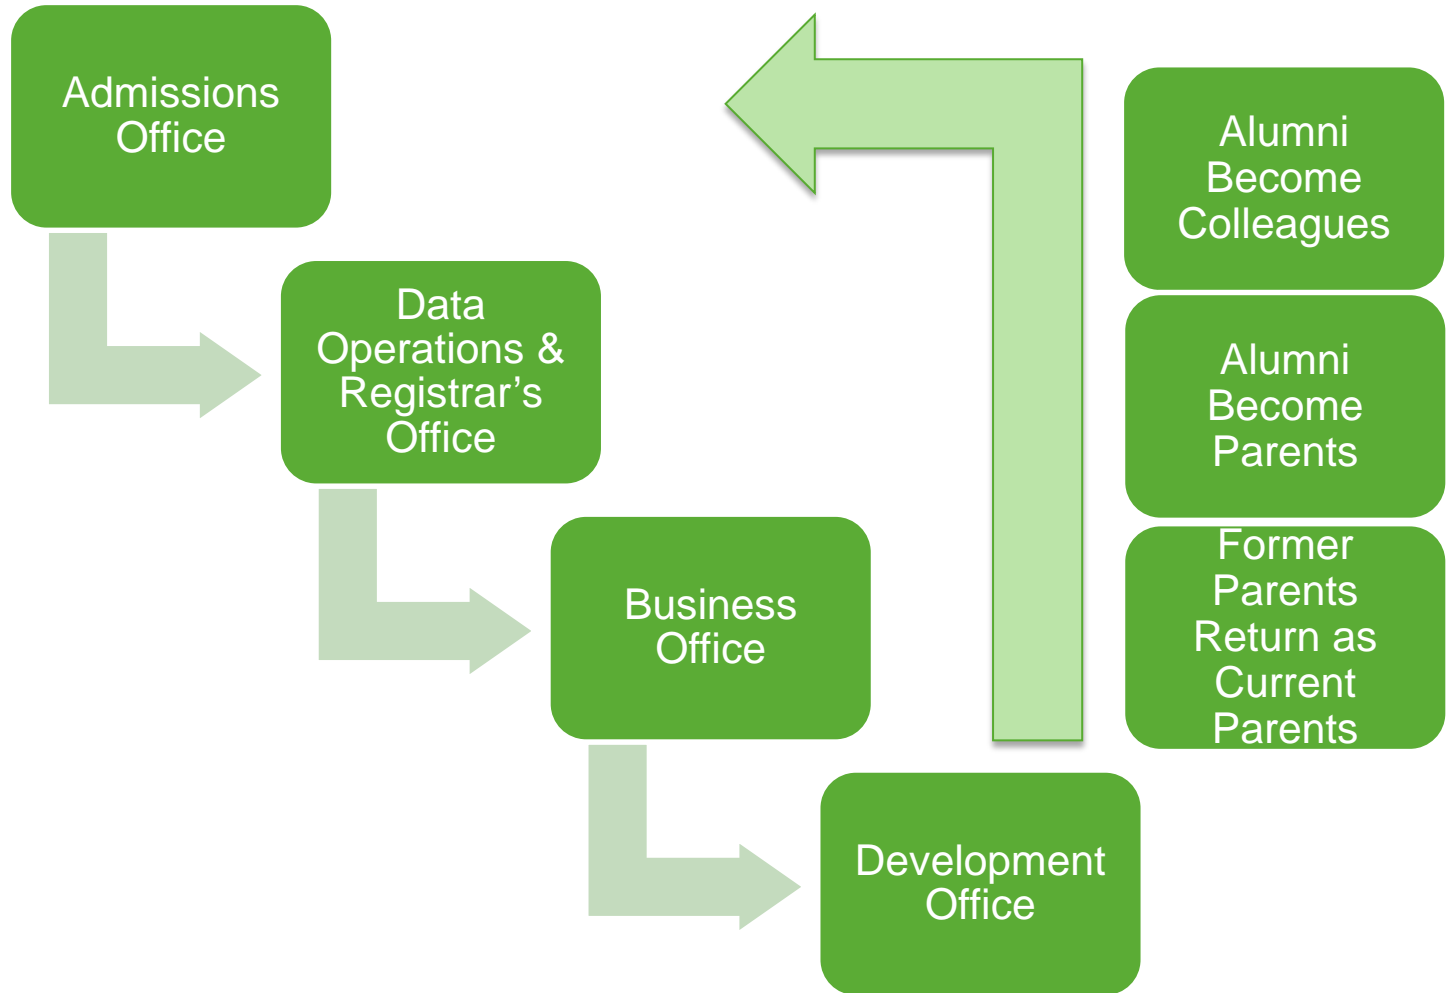 Admissions
Office
Data
Operations &
Registrar’s
Office
Business
Office
Development
Office
Alumni
Become
Colleagues
Alumni
Become
Parents
Former
Parents
Return as
Current
Parents